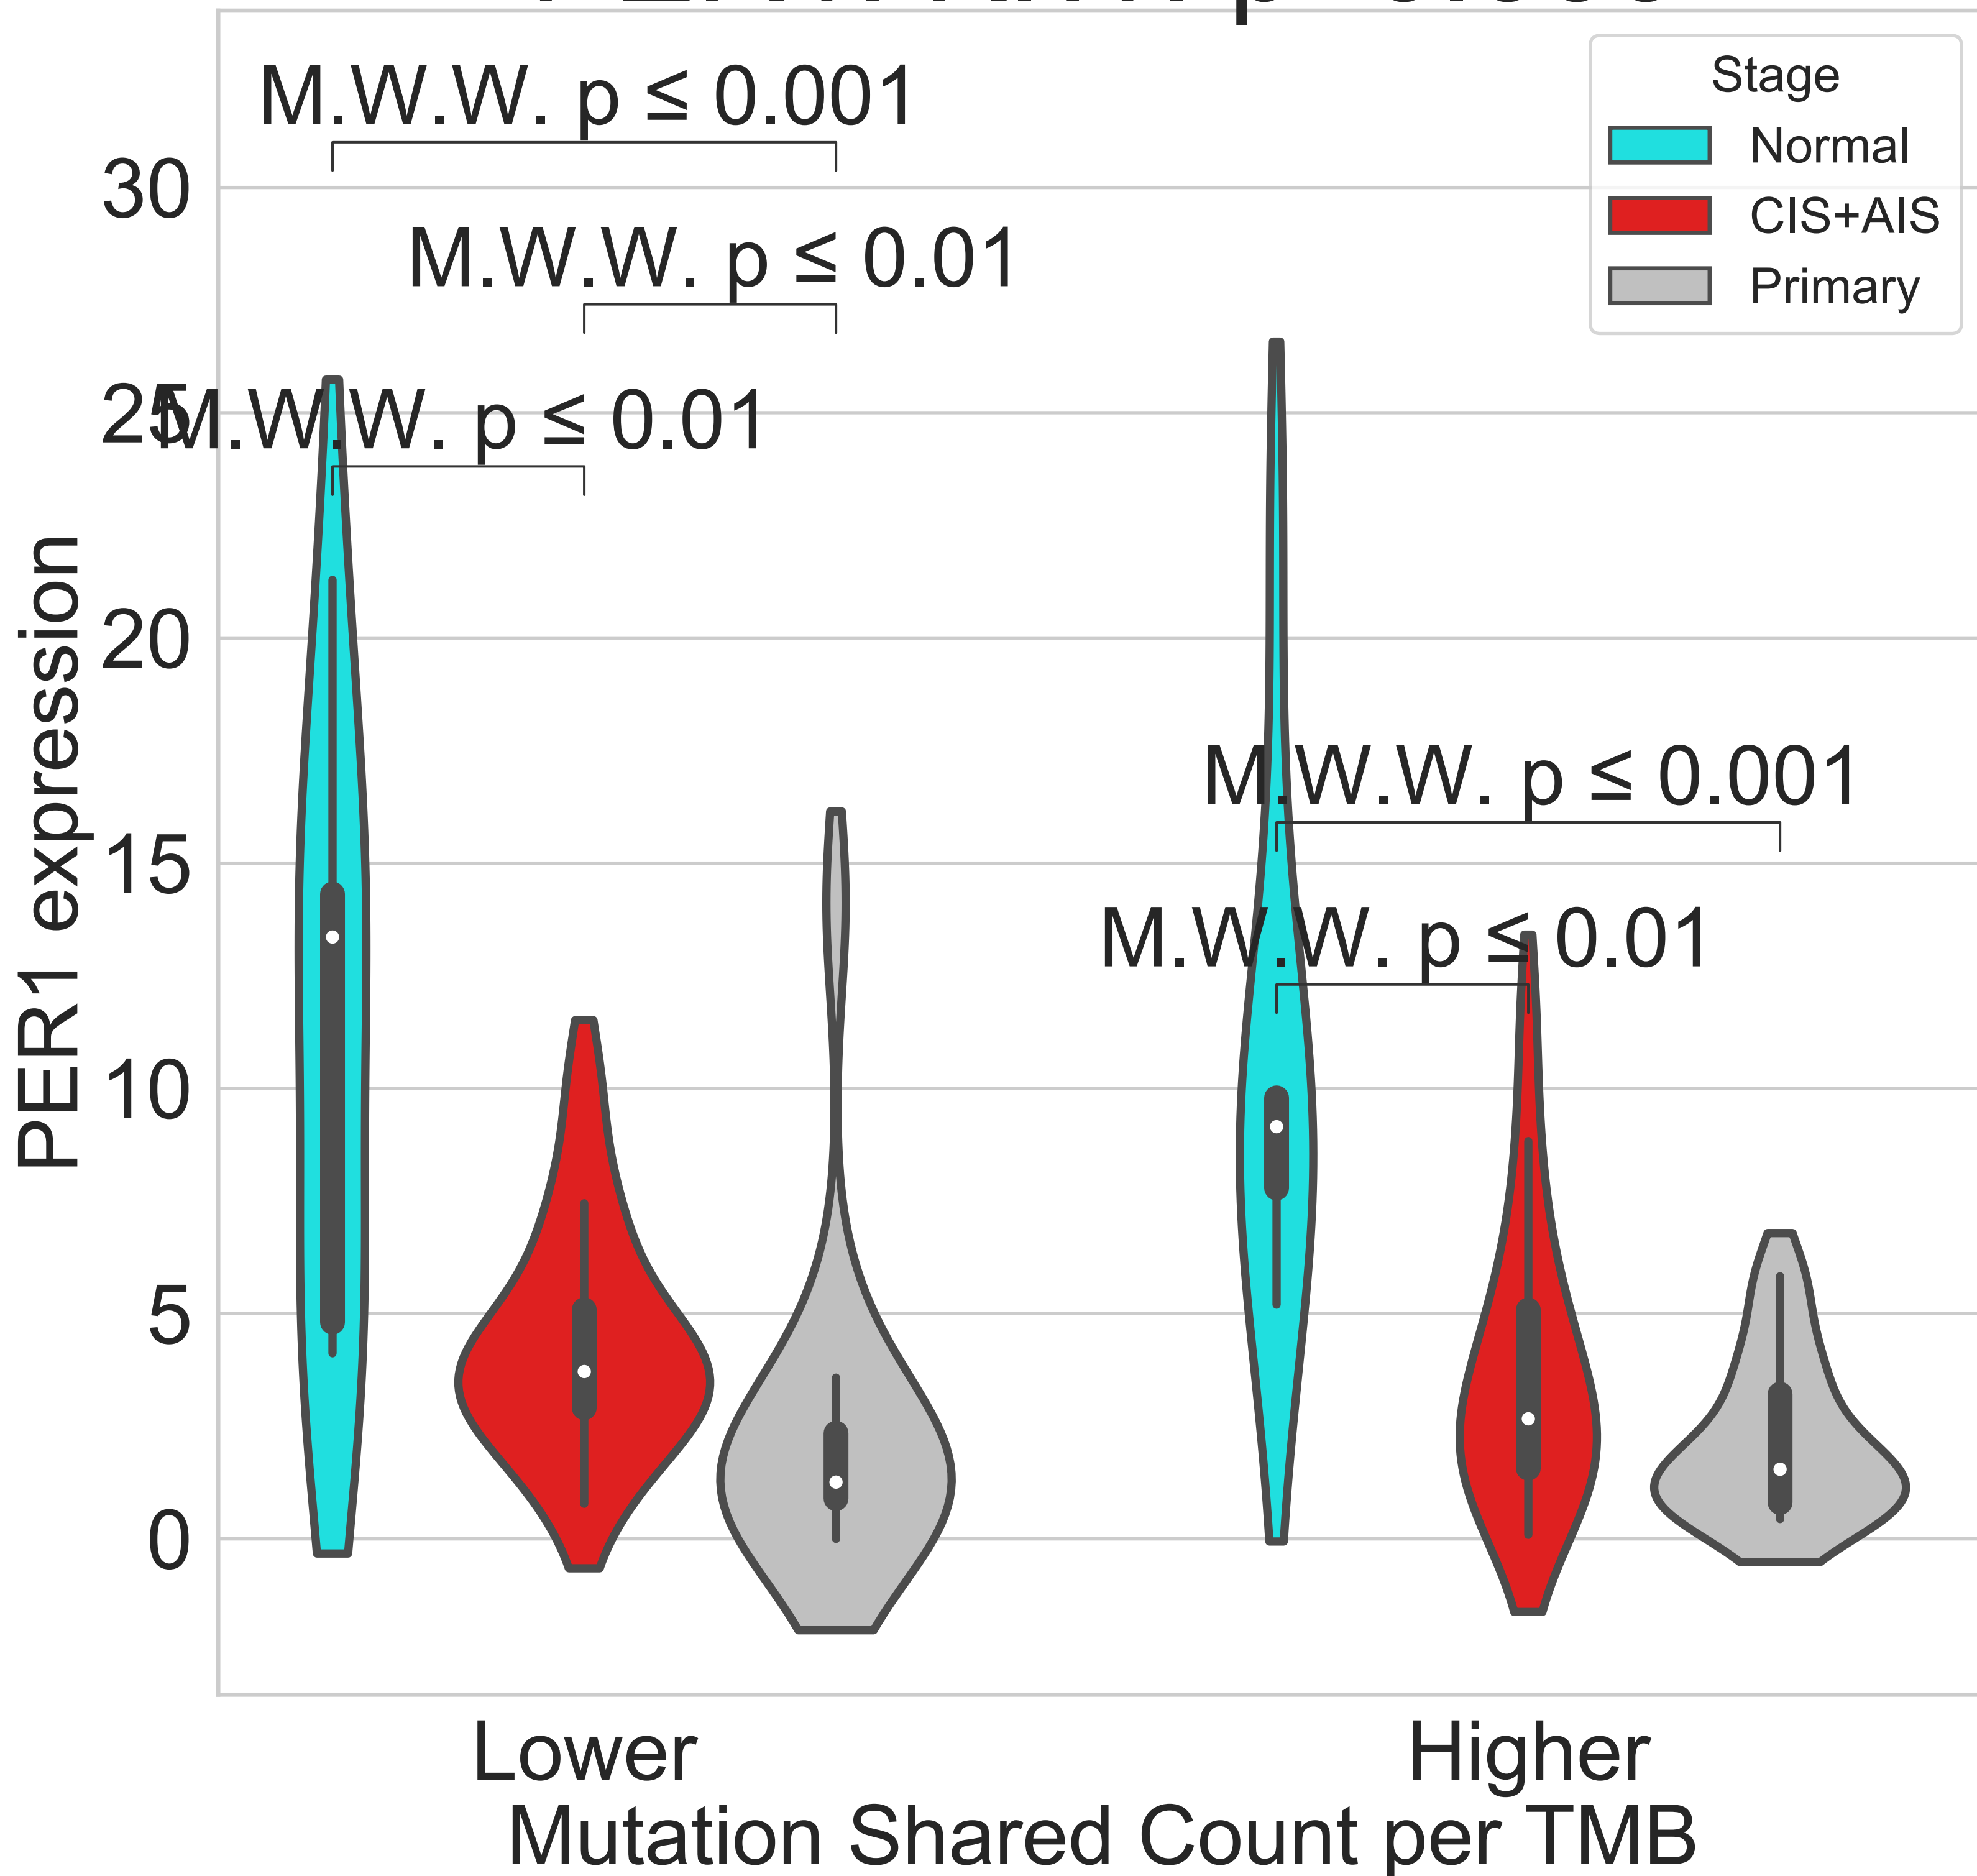 M.W.W. p ≤ 0.001
Stage
Normal
CIS+AIS
Primary
30
M.W.W. p ≤ 0.01
25
M.W.W. p ≤ 0.01
20
M.W.W. p ≤ 0.001
15
M.W.W. p ≤ 0.01
10
5
0
PER1 expression
Lower
Higher
Mutation Shared Count per TMB